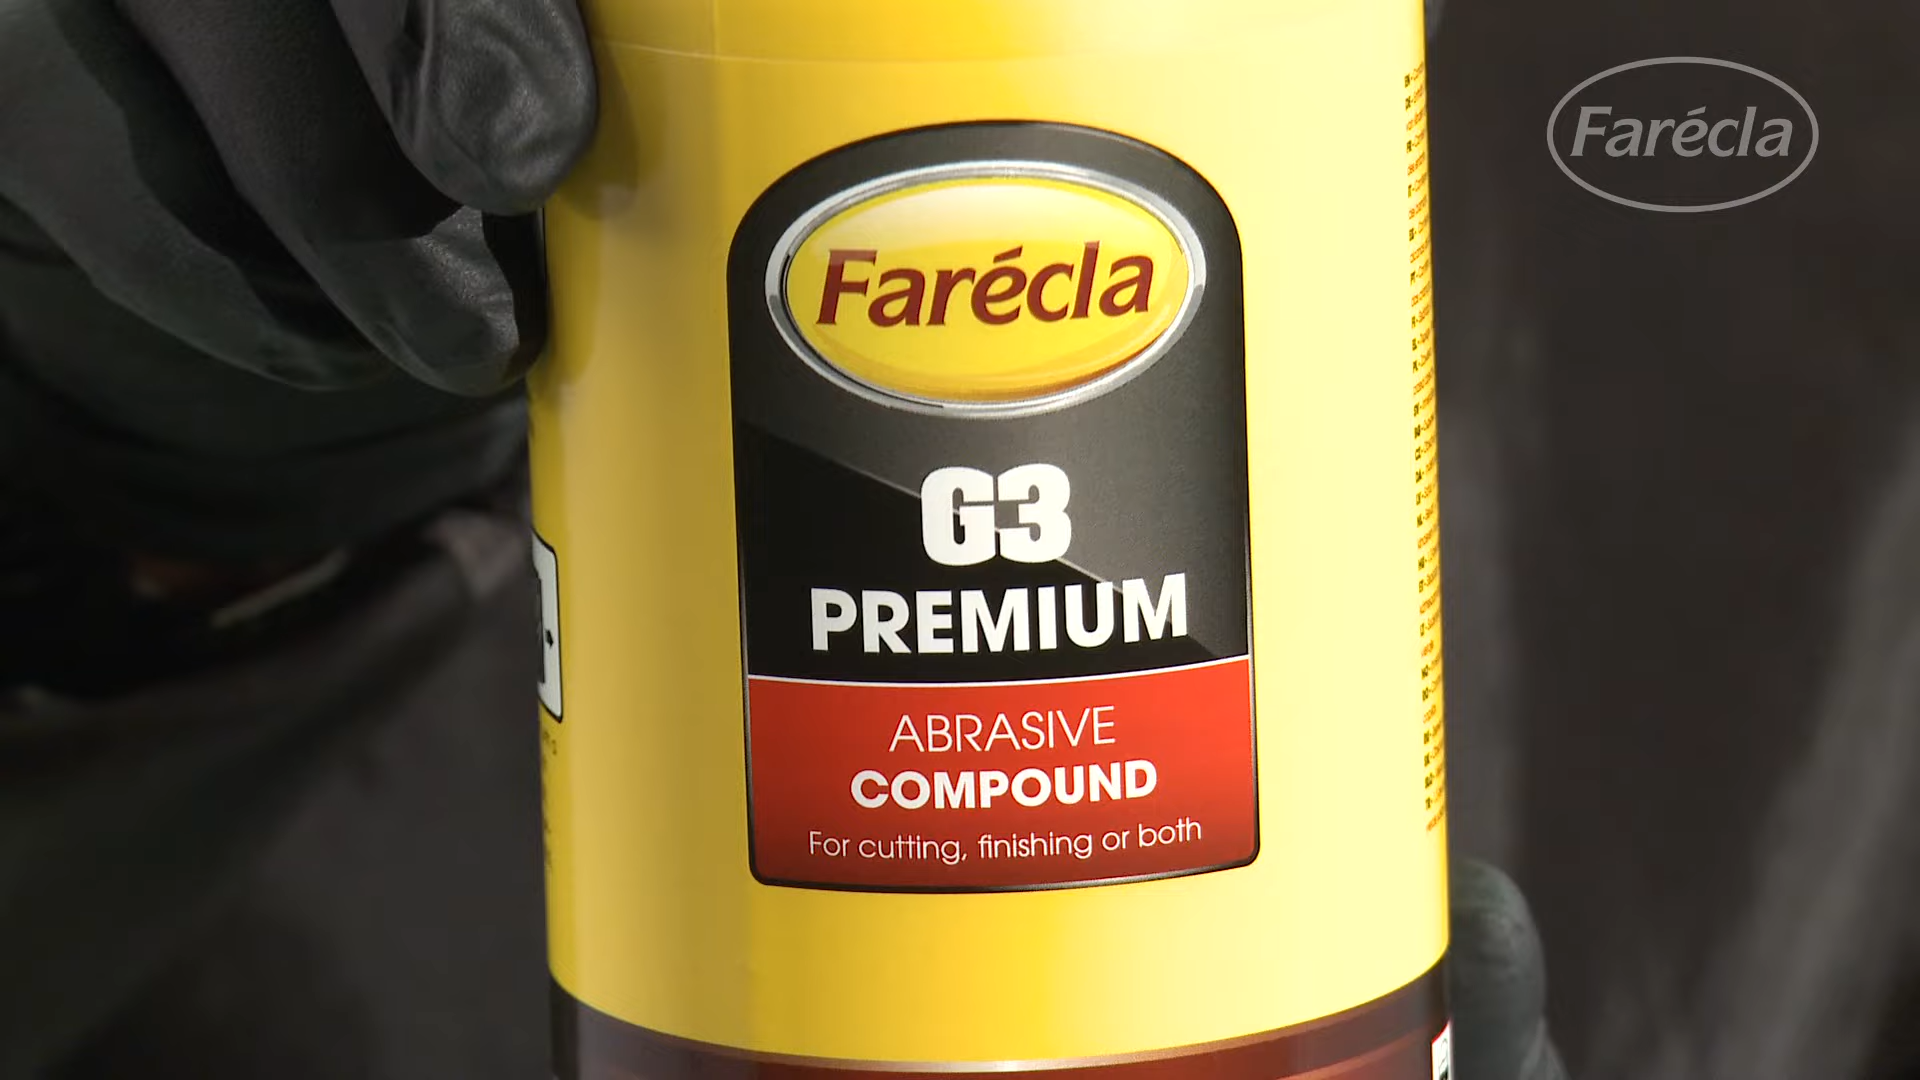 Farécla
Farécla
G3
PREMIUM
ABRASIVE
COMPOUND
For cutting, finishing or both